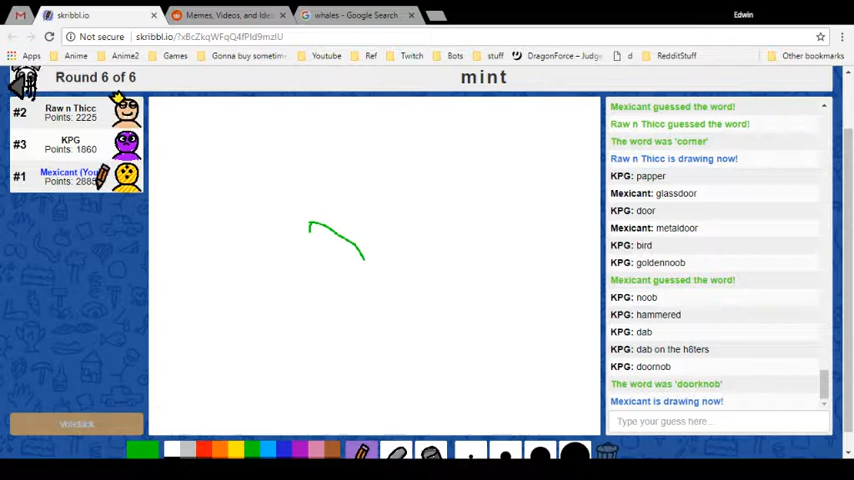 Edwin
skribbl.io
Memes, Videos, and Ide
whales - Google Search
Not secure
Apps
Anime
Anime2
Games
Gonna buy sometim
Youtube
Ref
Twitch
Bots
stuff
DragonForce – Judge
d
RedditStuff
Other bookmarks
Round 6 of 6
mint
#2
Raw n Thicc
Points: 2225
#3
KPG
Points: 1860
#1
Mexicant (You
Points: 2885
Votekick
Mexicant guessed the word!
Raw n Thicc guessed the word!
The word was 'corner'
Raw n Thicc is drawing now!
KPG: papper
Mexicant: glassdoor
KPG: door
Mexicant: metaldoor
KPG: bird
KPG: goldennoob
Mexicant guessed the word!
KPG: noob
KPG: hammered
KPG: dab
KPG: dab on the h8ters
KPG: doornob
The word was 'doorknob'
Mexicant is drawing now!
Type your guess here...